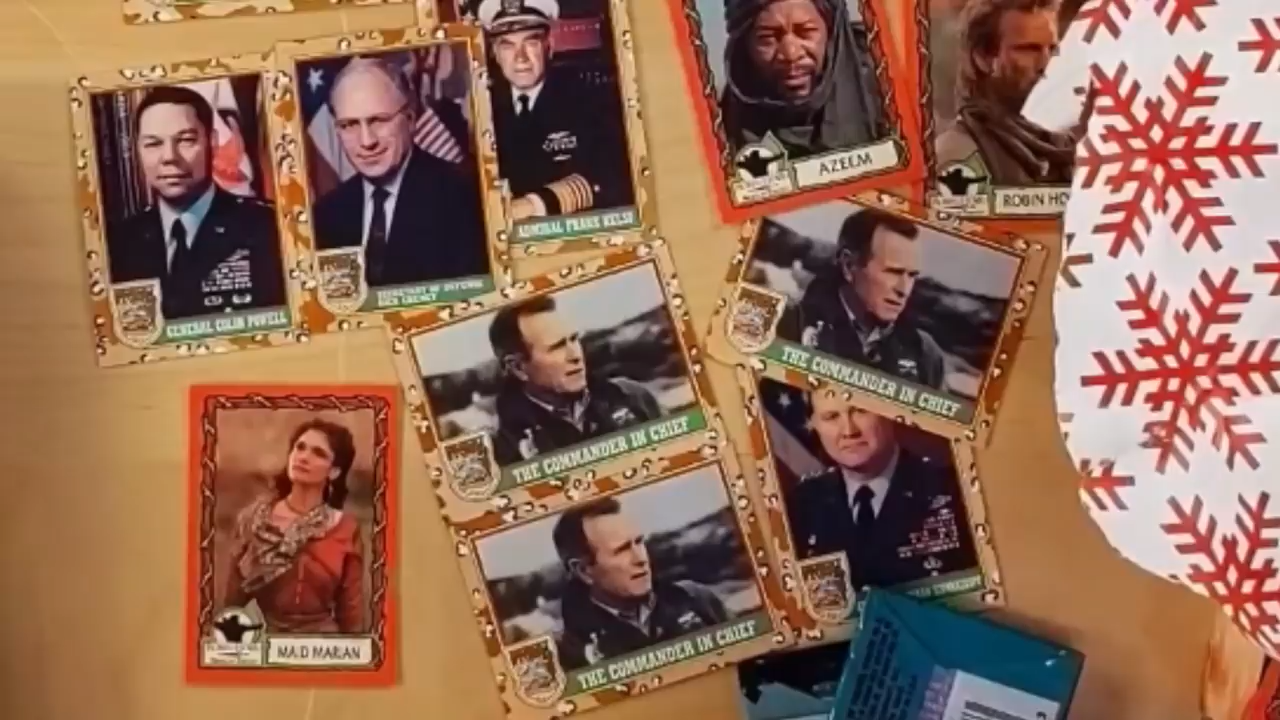 ADMIRAL FRANK KELSO
AZEEM
ROBIN HO
GENERAL COLIN POWELL
SECRETARY OF DEFENSE
DICK CHENEY
THE COMMANDER IN CHIEF
THE COMMANDER IN CHIEF
THE COMMANDER IN CHIEF
MAID MARIAN